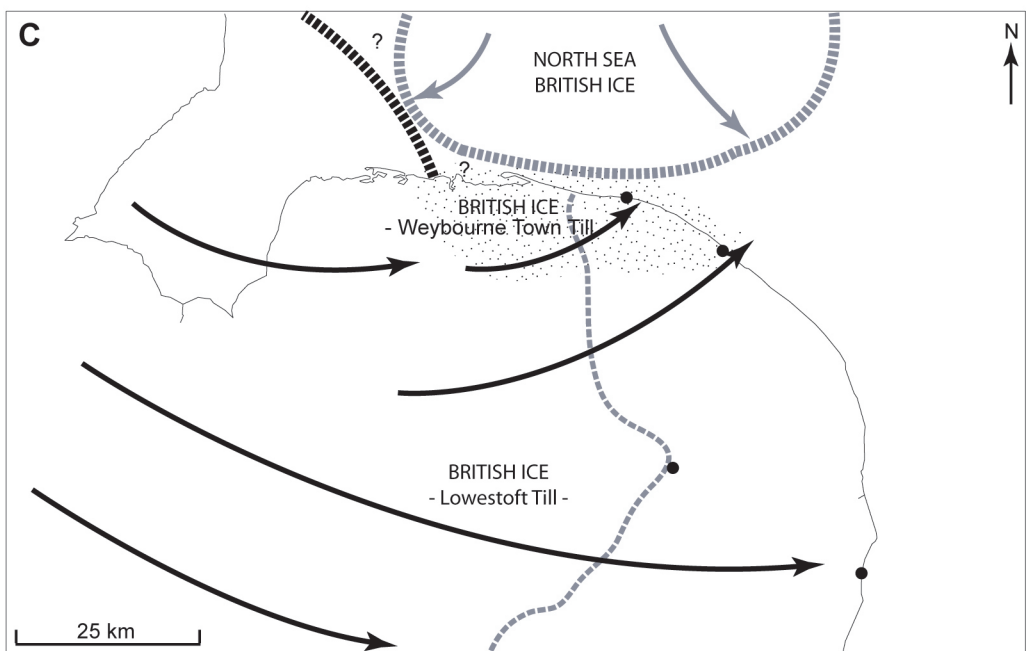 C
N
?
NORTH SEA
BRITISH ICE
?
BRITISH ICE
- Weybourne Town Till
BRITISH ICE
- Lowestoft Till -
25 km